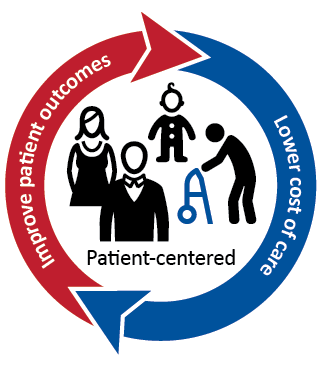 Improve patient outcomes
Lower cost of care
Patient-centered